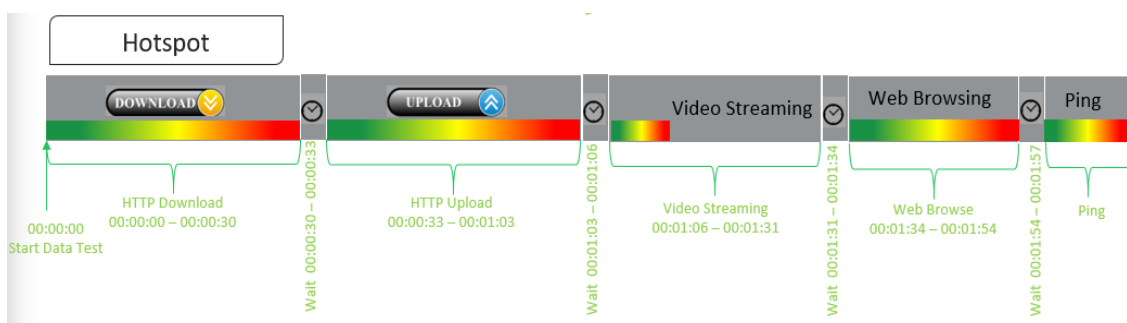 Hotspot
DOWNLOAD
UPLOAD
Video Streaming
Web Browsing
Ping
00:00:00
Start Data Test
HTTP Download
00:00:00 – 00:00:30
Wait 00:00:30 – 00:00:33
HTTP Upload
00:00:33 – 00:01:03
Wait 00:01:03 – 00:01:06
Video Streaming
00:01:06 – 00:01:31
Wait 00:01:31 – 00:01:34
Web Browse
00:01:34 – 00:01:54
Wait 00:01:54 – 00:01:57
Ping